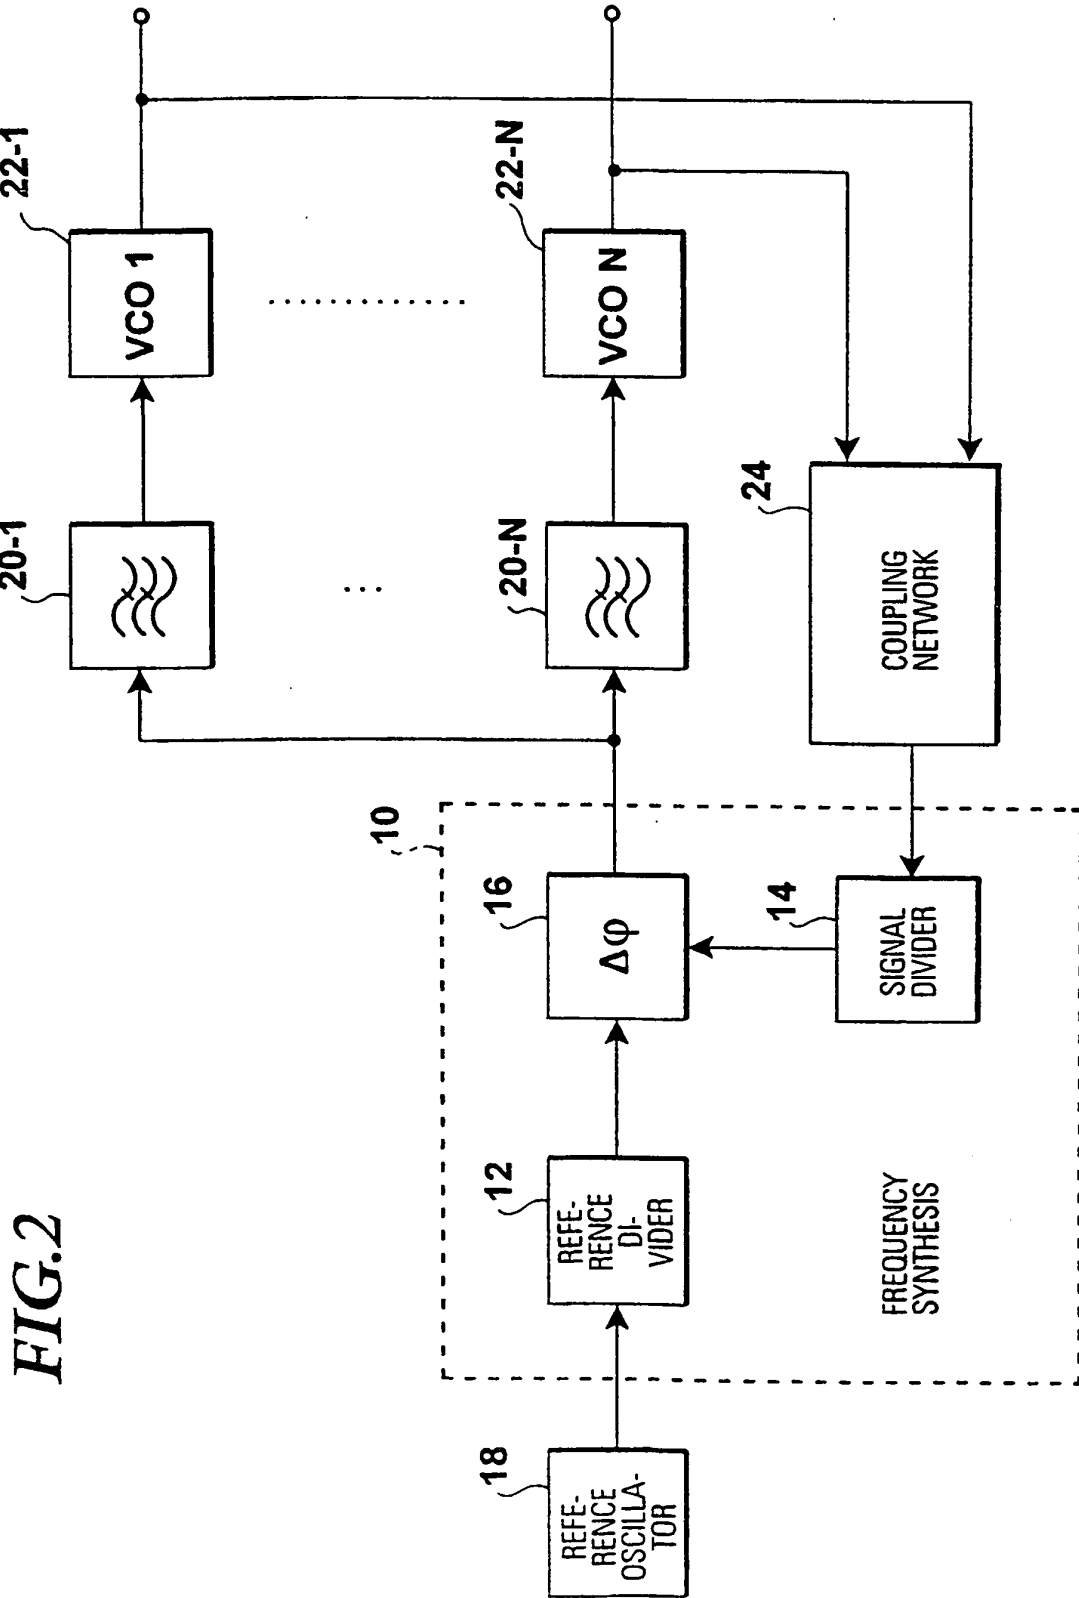 FIG.2
22-1
VCO 1
20-1
22-N
VCO N
20-N
24
COUPLING
NETWORK
10
16
Δφ
14
SIGNAL
DIVIDER
12
REFE-
RENCE
DI-
VIDER
FREQUENCY
SYNTHESIS
18
REFE-
RENCE
OSCILLA-
TOR